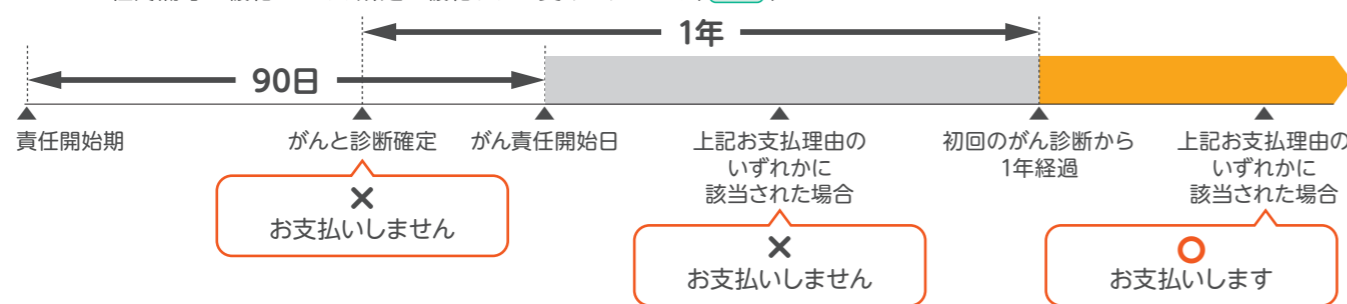 1年
90日
責任開始期
がんと診断確定
がん責任開始日
上記お支払理由の
いずれかに
該当された場合
初回のがん診断から
1年経過
上記お支払理由の
いずれかに
該当された場合
×
お支払いしません
×
お支払いしません
○
お支払いします